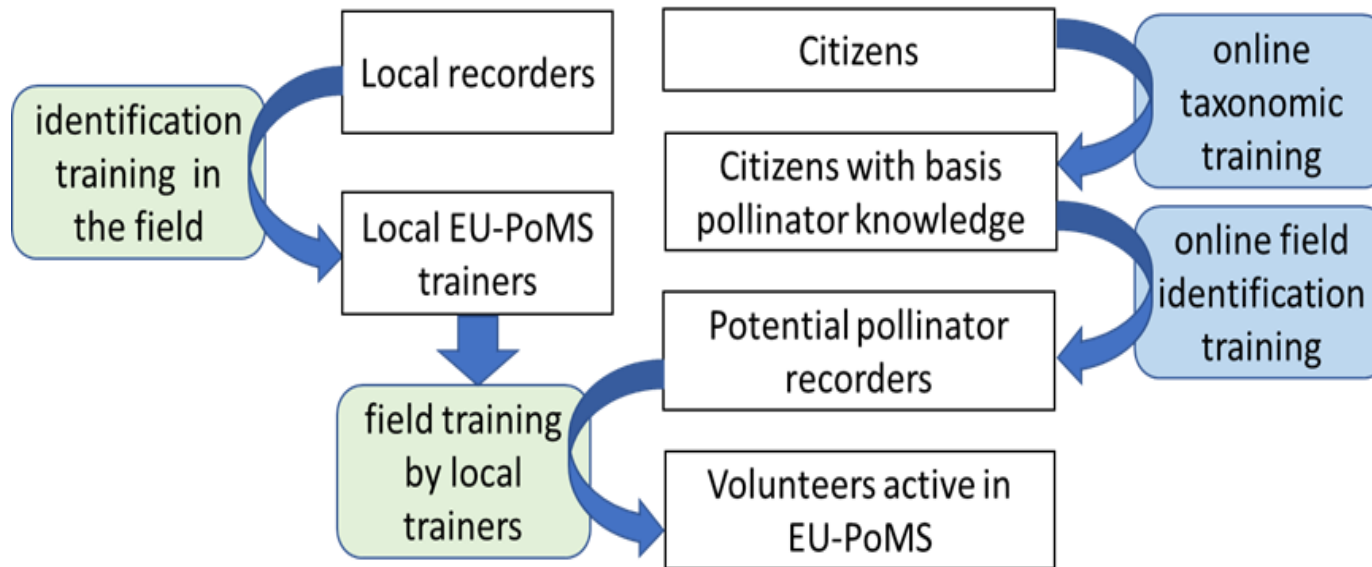 Local recorders
identification
training in
the field
Local EU-PoMS
trainers
field training
by local
trainers
Citizens
online
taxonomic
training
Citizens with basis
pollinator knowledge
online field
identification
training
Potential pollinator
recorders
Volunteers active in
EU-PoMS